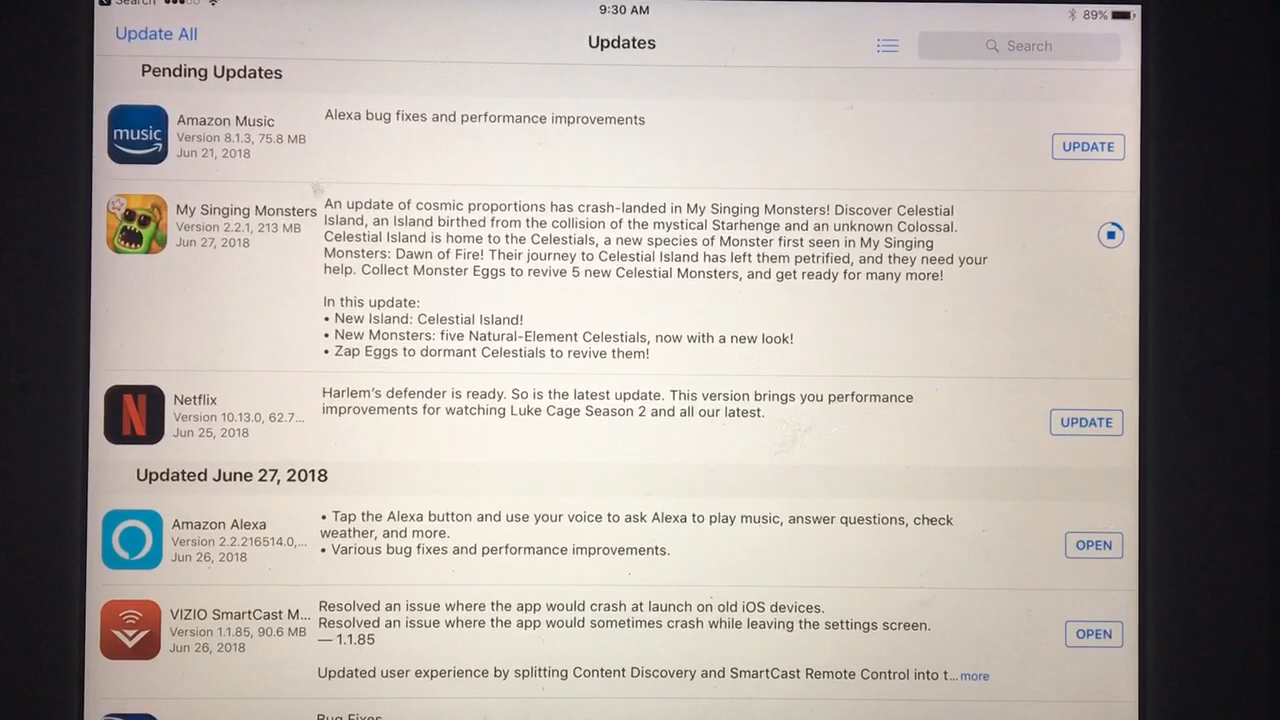 Search
9:30 AM
89%
Update All
Updates
Search
Pending Updates
music
Amazon Music
Version 8.1.3, 75.8 MB
Jun 21, 2018
Alexa bug fixes and performance improvements
UPDATE
My Singing Monsters
Version 2.2.1, 213 MB
Jun 27, 2018
An update of cosmic proportions has crash-landed in My Singing Monsters! Discover Celestial
Island, an Island birthed from the collision of the mystical Starhenge and an unknown Colossal.
Celestial Island is home to the Celestials, a new species of Monster first seen in My Singing
Monsters: Dawn of Fire! Their journey to Celestial Island has left them petrified, and they need your
help. Collect Monster Eggs to revive 5 new Celestial Monsters, and get ready for many more!
In this update:
• New Island: Celestial Island!
• New Monsters: five Natural-Element Celestials, now with a new look!
• Zap Eggs to dormant Celestials to revive them!
N
Netflix
Version 10.13.0, 62.7...
Jun 25, 2018
Harlem's defender is ready. So is the latest update. This version brings you performance
improvements for watching Luke Cage Season 2 and all our latest.
UPDATE
Updated June 27, 2018
Amazon Alexa
Version 2.2.216514.0,...
Jun 26, 2018
• Tap the Alexa button and use your voice to ask Alexa to play music, answer questions, check
weather, and more.
• Various bug fixes and performance improvements.
OPEN
VIZIO SmartCast M...
Version 1.1.85, 90.6 MB
Jun 26, 2018
Resolved an issue where the app would crash at launch on old iOS devices.
Resolved an issue where the app would sometimes crash while leaving the settings screen.
— 1.1.85
Updated user experience by splitting Content Discovery and SmartCast Remote Control into t... more
OPEN
Bug Fixes